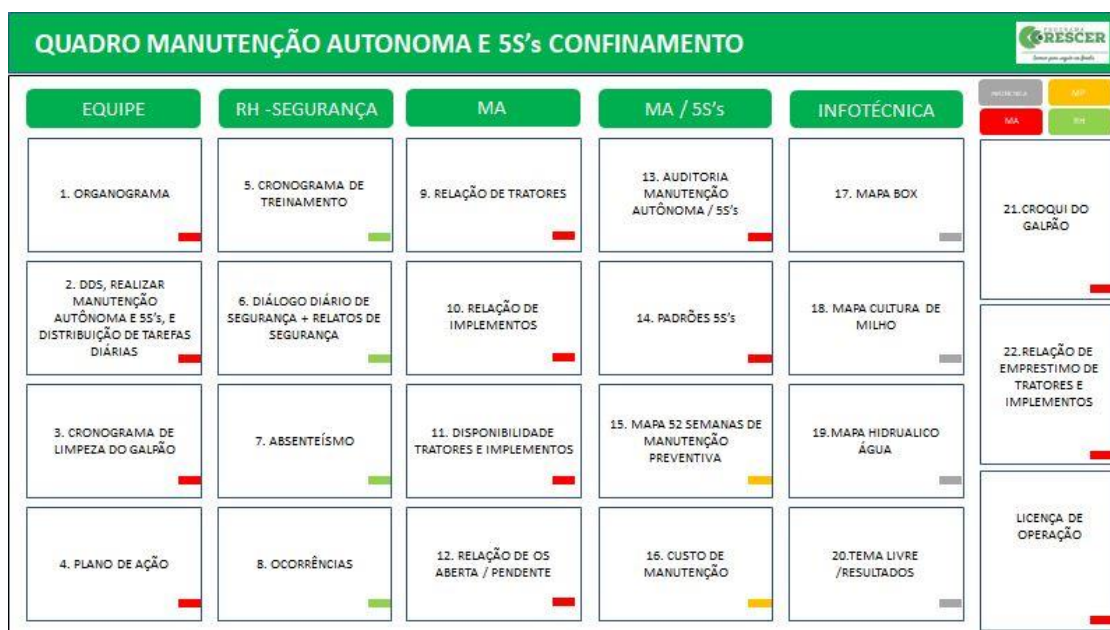 QUADRO MANUTENÇÃO AUTONOMA E 5S's CONFINAMENTO
PROGRAMA
CRESCER
EQUIPE
RH -SEGURANÇA
MA
MA / 5S's
INFOTÉCNICA
MA
RH
1. ORGANOGRAMA
2. DDS, REALIZAR
MANUTENÇÃO
AUTÔNOMA E 5S's, E
DISTRIBUIÇÃO DE TAREFAS
DIÁRIAS
3. CRONOGRAMA DE
LIMPEZA DO GALPÃO
4. PLANO DE AÇÃO
5. CRONOGRAMA DE
TREINAMENTO
6. DIÁLOGO DIÁRIO DE
SEGURANÇA + RELATOS DE
SEGURANÇA
7. ABSENTEÍSMO
8. OCORRÊNCIAS
9. RELAÇÃO DE TRATORES
10. RELAÇÃO DE
IMPLEMENTOS
11. DISPONIBILIDADE
TRATORES E IMPLEMENTOS
12. RELAÇÃO DE OS
ABERTA / PENDENTE
13. AUDITORIA
MANUTENÇÃO
AUTÔNOMA / 5S's
14. PADRÕES 5S's
15. MAPA 52 SEMANAS DE
MANUTENÇÃO
PREVENTIVA
16. CUSTO DE
MANUTENÇÃO
17. MAPA BOX
18. MAPA CULTURA DE
MILHO
19.MAPA HIDRUALICO
ÁGUA
20.TEMA LIVRE
/RESULTADOS
21.CROQUI DO
GALPÃO
22.RELAÇÃO DE
EMPRESTIMO DE
TRATORES E
IMPLEMENTOS
LICENÇA DE
OPERAÇÃO